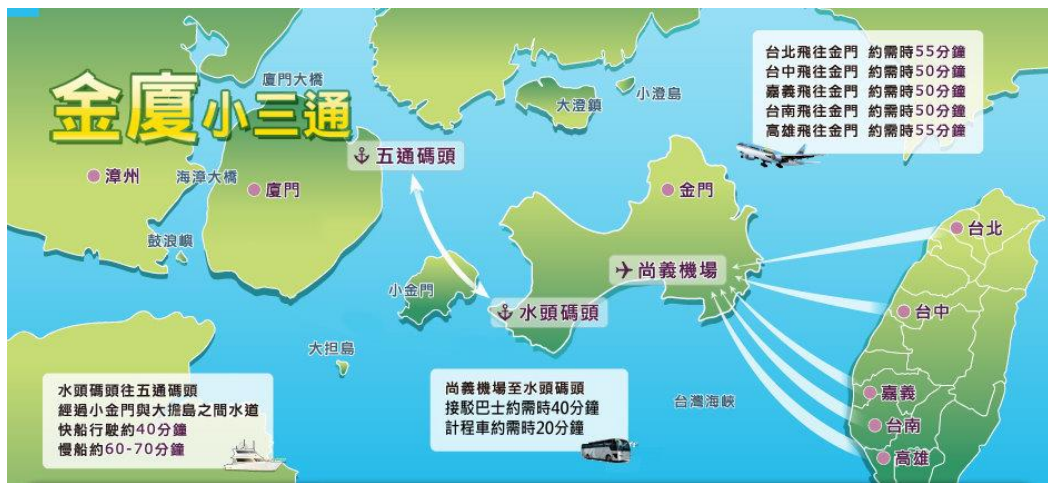 金廈小三通
廈門大橋
五通碼頭
漳州
海漳大橋
廈門
鼓浪嶼
大澄鎮
小澄島
台北飛往金門 約需時55分鐘
台中飛往金門 約需時50分鐘
嘉義飛往金門 約需時50分鐘
台南飛往金門 約需時50分鐘
高雄飛往金門 約需時55分鐘
金門
尚義機場
小金門
水頭碼頭
大担島
台北
台中
嘉義
台南
高雄
台灣海峽
水頭碼頭往五通碼頭
經過小金門與大擔島之間水道
快船行駛約40分鐘
慢船約60-70分鐘
尚義機場至水頭碼頭
接駁巴士約需時40分鐘
計程車約需時20分鐘